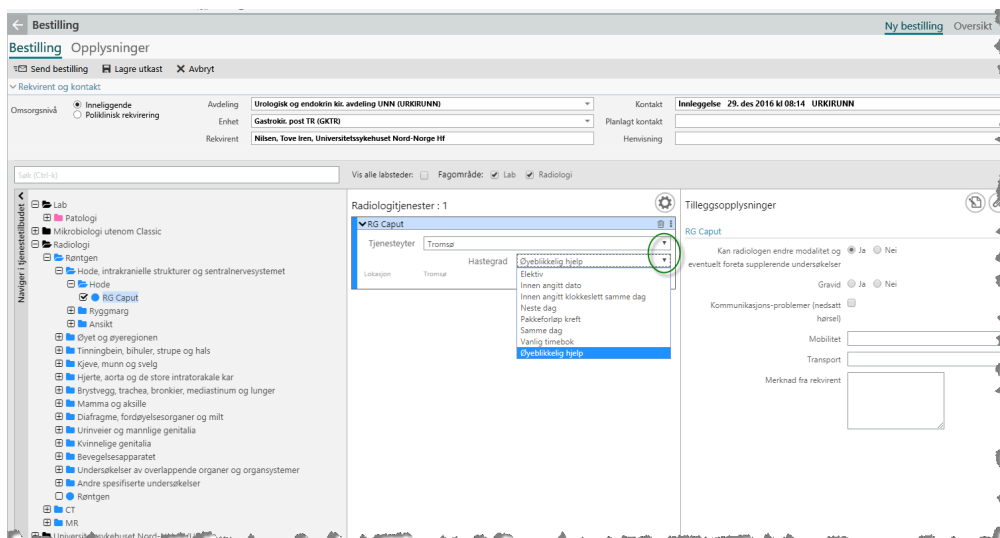 Bestilling
Ny bestilling Oversikt
Bestilling Opplysninger
Send bestilling Lagre utkast Avbryt
Rekvirent og kontakt
Omsorgsnivå Inneliggende Avdeling Urologisk og endokrin kir. avdeling UNN (URKIRUNN) Kontakt Innleggelse 29. des 2016 kl 08:14 URKIRUNN
Poliklinisk rekvirering Enhet Gastrokir. post TR (GKTR) Planlagt kontakt
Rekvirent Nilsen, Tove Iren, Universitetssykehuset Nord-Norge Hf Henvisning
Søk (Ctrl-k) Vis alle labsteder: Fagområde: Lab Radiologi
Naviger i tjenestetilbudet
Lab
Patologi
Mikrobiologi utenom Classic
Radiologi
Røntgen
Hode, intrakranielle strukturer og sentralnervesystemet
Hode
RG Caput
Ryggmarg
Ansikt
Øyet og øyeregionen
Tinningbein, bihuler, strupe og hals
Kjeve, munn og svelg
Hjerte, aorta og de store intratorakale kar
Brystvegg, trachea, bronkier, mediastinum og lunger
Mamma og aksille
Diafragme, fordøyelsesorganer og milt
Urinveier og mannlige genitalia
Kvinnelige genitalia
Bevegelsesapparatet
Undersøkelser av overlappende organer og organsystemer
Andre spesifiserte undersøkelser
Røntgen
CT
MR
Radiologitjenester : 1
RG Caput
Tjenesteyter Tromsø
Hastegrad Øyeblikkelig hjelp
Lokasjon Tromsø
Elektiv
Innen angitt dato
Innen angitt klokkeslett samme dag
Neste dag
Pakkeforløp kreft
Samme dag
Vanlig timebok
Øyeblikkelig hjelp
Tilleggsopplysninger
RG Caput
Kan radiologen endre modalitet og Ja Nei
eventuelt foreta supplerende undersøkelser
Gravid Ja Nei
Kommunikasjons-problemer (nedsatt
hørsel)
Mobilitet
Transport
Merknad fra rekvirent